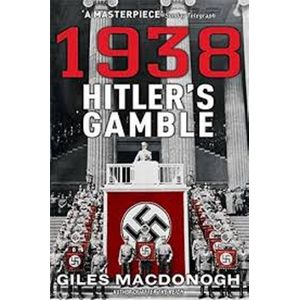 'A MASTERPIECE' Sunday Telegraph
1938
HITLER'S
GAMBLE
GILES MACDONOGH